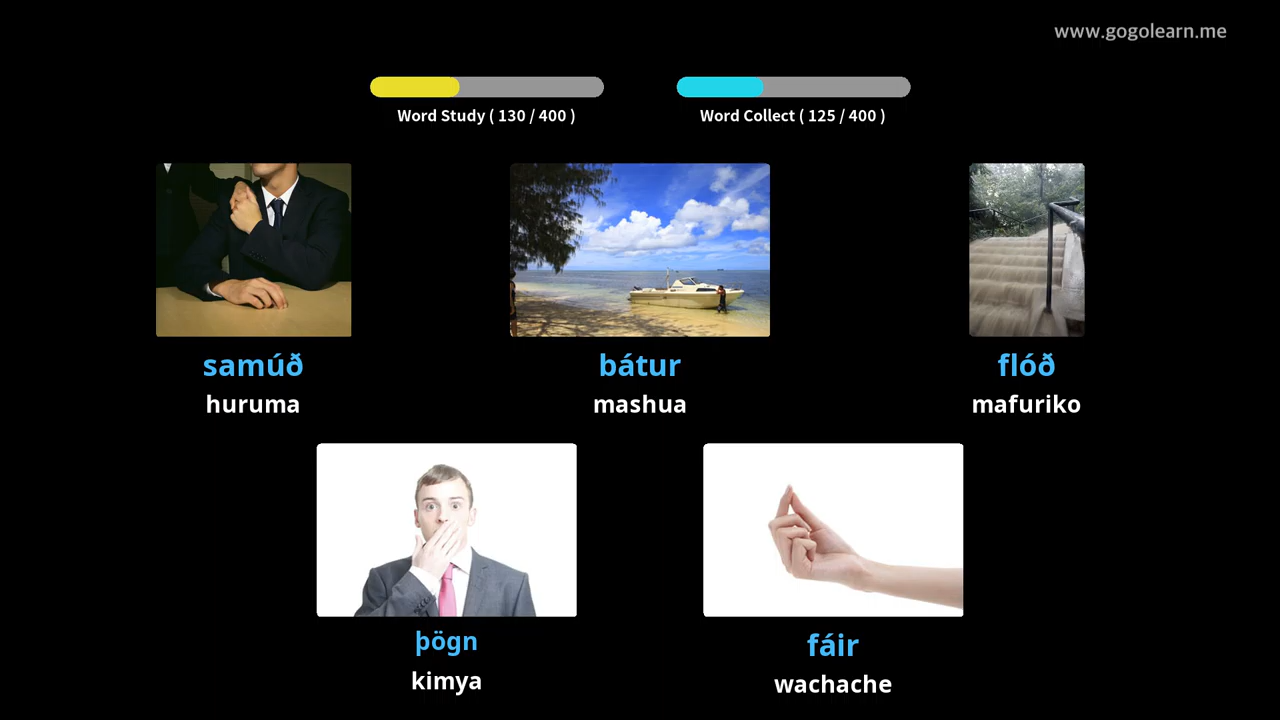 www.gogolearn.me
Word Study ( 130 / 400 )
Word Collect ( 125 / 400 )
samúð
huruma
bátur
mashua
flóð
mafuriko
þögn
kimya
fáir
wachache